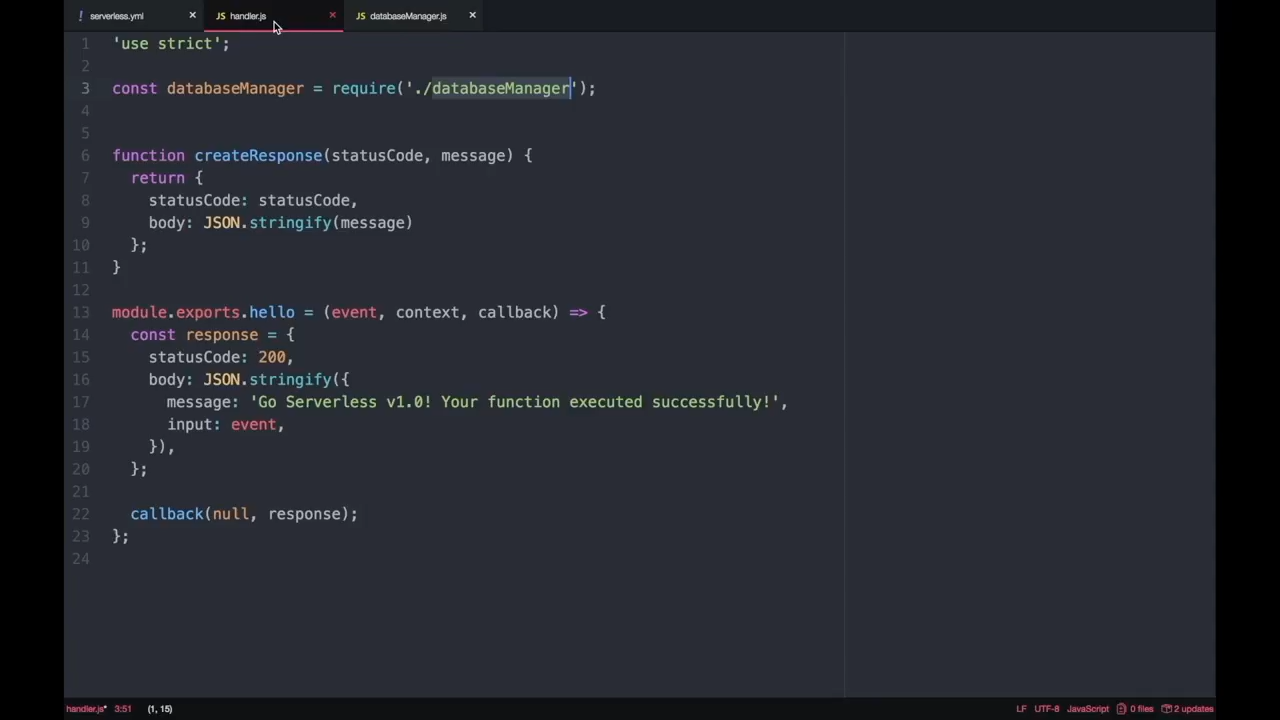 ! serverless.yml × JS handler.js × JS databaseManager.js ×
1 'use strict';
2
3 const databaseManager = require('./databaseManager');
4
5
6 function createResponse(statusCode, message) {
7 return {
8 statusCode: statusCode,
9 body: JSON.stringify(message)
10 };
11 }
12
13 module.exports.hello = (event, context, callback) => {
14 const response = {
15 statusCode: 200,
16 body: JSON.stringify({
17 message: 'Go Serverless v1.0! Your function executed successfully!',
18 input: event,
19 }),
20 };
21
22 callback(null, response);
23 };
24
handler.js* 3:51 (1, 15) LF UTF-8 JavaScript 0 files 2 updates